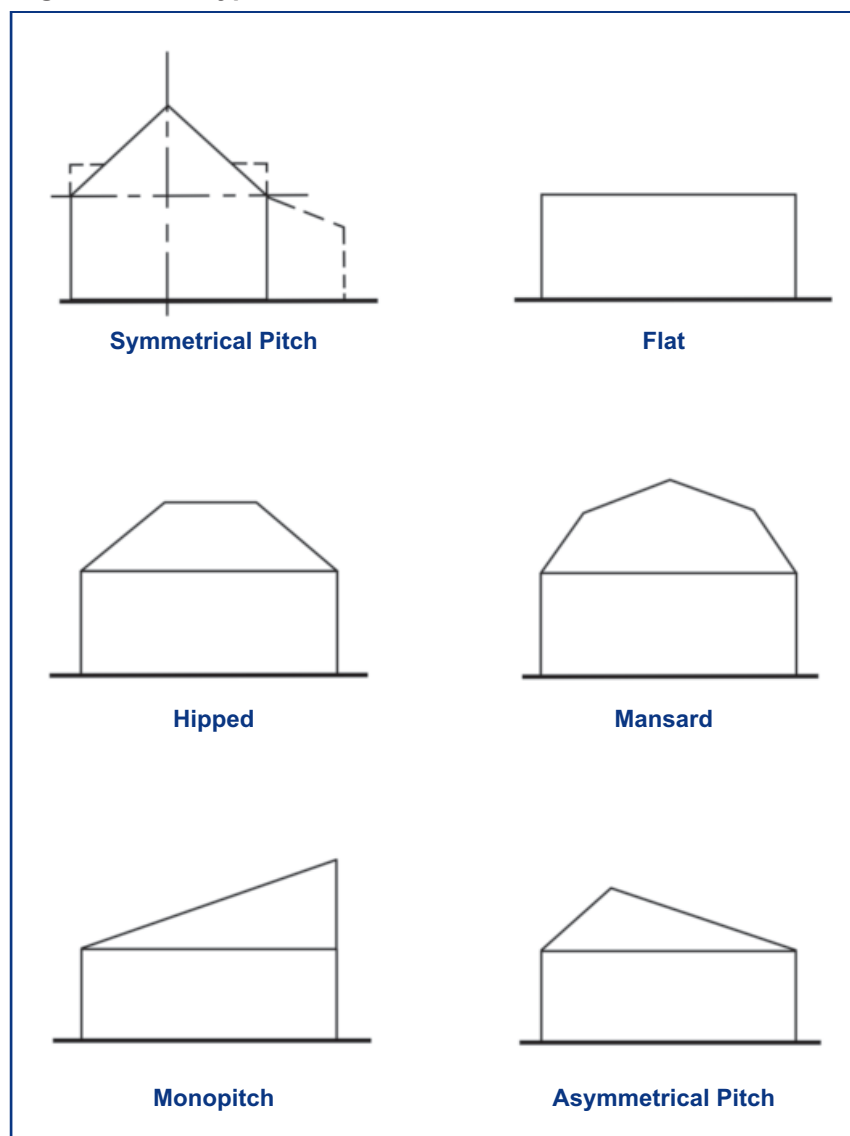 Symmetrical Pitch
Flat
Hipped
Mansard
Monopitch
Asymmetrical Pitch